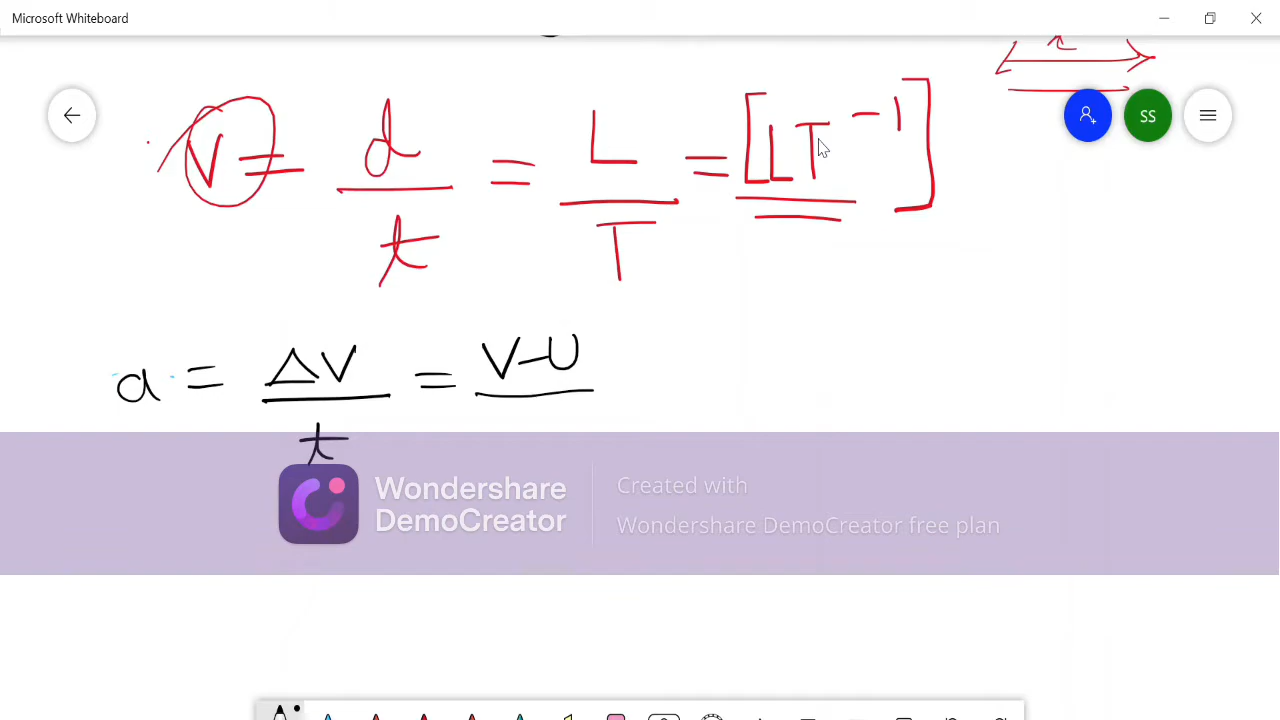 Microsoft Whiteboard
x
SS
V = d/t = L/T = [LT⁻¹]
a = ΔV/t = V-U
Wondershare DemoCreator
Created with
Wondershare DemoCreator free plan